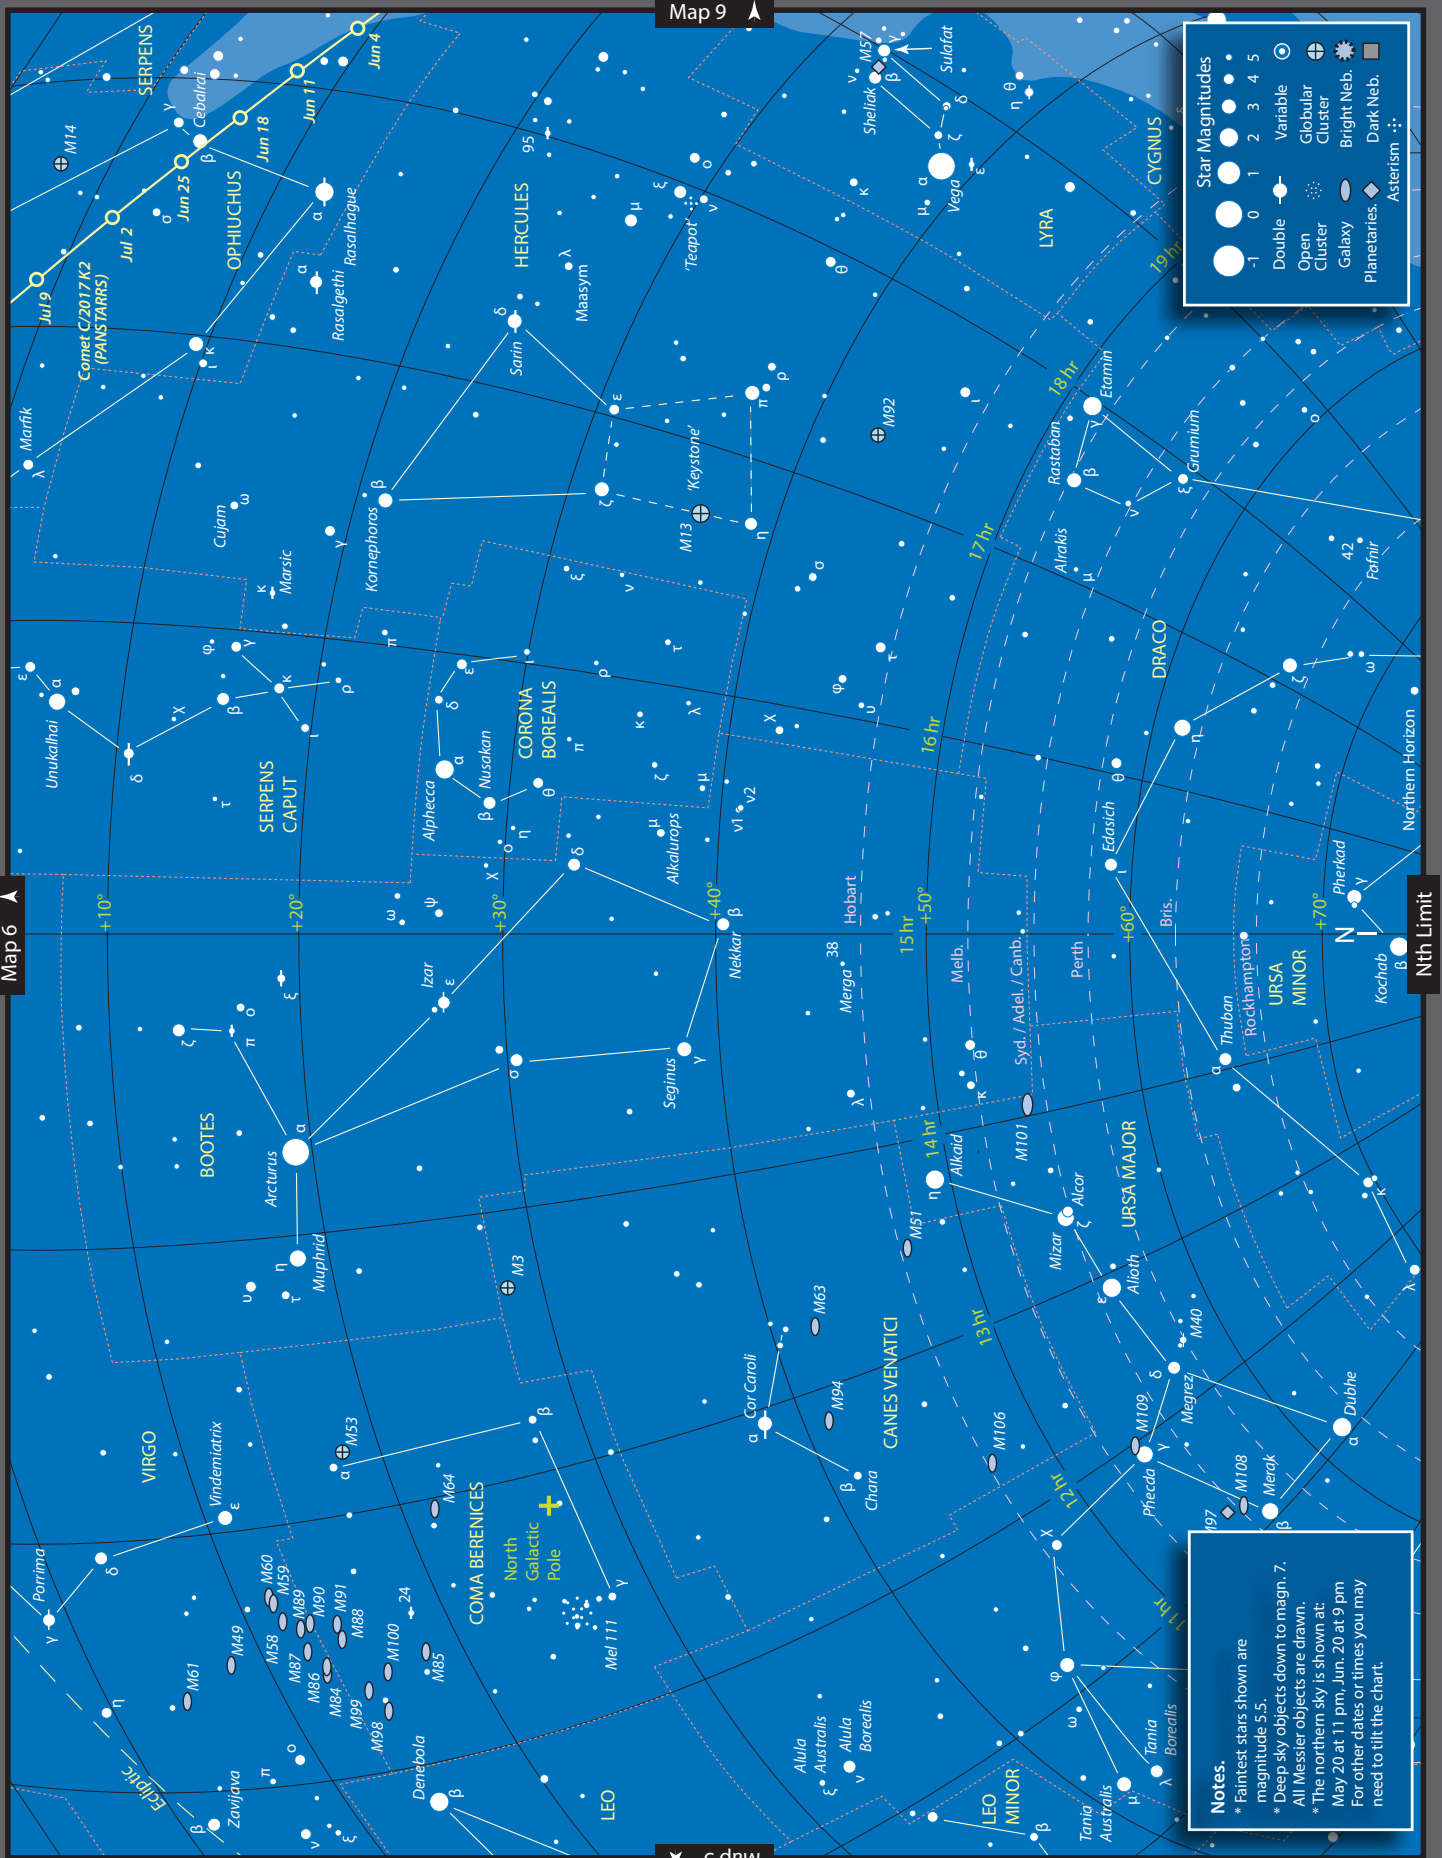 Map 9
Map 6
Nth Limit
SERPENS
M14
γ
Cebalrai
β
Jun 4
Jun 11
Jun 18
Jun 25
Jul 2
Jul 9
Comet C/2017 K2
(PANSTARRS)
σ
OPHIUCHUS
α
Rasalhague
α
Rasalgethi
κ
ι
Marfik
λ
HERCULES
95
Sarin
δ
λ
Maasym
μ
ξ
ο
ν
'Teapot'
θ
ε
ζ
π
ρ
η
'Keystone'
M13
M92
ι
Cujam
ω
γ
Kornephoros
β
κ
Marsic
σ
τ
φ
υ
χ
M57
γ
Sulafat
ν
β
Sheliak
δ
ζ
η
θ
κ
α
Vega
ε
μ
LYRA
CYGNUS
19 hr
18 hr
17 hr
16 hr
15 hr
14 hr
13 hr
12 hr
11 hr
Star Magnitudes
-1 0 1 2 3 4 5
Double
Variable
Open
Cluster
Globular
Cluster
Galaxy
Bright Neb.
Planetaries.
Dark Neb.
Asterism
Etamin
γ
Rastaban
β
Grumium
ξ
ν
Alrakis
μ
ο
42
Fafnir
DRACO
ω
ζ
η
θ
Edasich
ι
Thuban
α
κ
λ
Northern Horizon
Pherkad
γ
N
Kochab
β
URSA
MINOR
+10°
+20°
+30°
+40°
+50°
+60°
+70°
Hobart
Melb.
Syd. / Adel. / Canb.
Perth
Bris.
Rockhampton
ε
α
Unukalhai
δ
χ
β
φ
γ
κ
ρ
ι
π
τ
SERPENS
CAPUT
ε
δ
α
Alphecca
ι
CORONA
BOREALIS
Nusakan
β
θ
η
ο
χ
π
ρ
κ
λ
τ
ξ
ν
ζ
μ
μ
Alkalurops
ν1
ν2
δ
ω
ψ
β
Nekkar
38
Merga
Izar
ε
ξ
ο
π
ζ
σ
γ
Seginus
λ
θ
κ
BOOTES
Arcturus
α
η
Muphrid
υ
τ
M3
M101
URSA MAJOR
Alkaid
η
M51
Mizar
Alcor
ζ
Alioth
ε
M40
δ
Megrez
M109
γ
Phecda
M108
Merak
β
M97
Dubhe
α
M63
M94
CANES VENATICI
Cor Caroli
α
β
Chara
M106
χ
φ
ω
Tania
Borealis
λ
Tania
Australis
μ
VIRGO
Vindemiatrix
ε
M53
α
β
M64
COMA BERENICES
North
Galactic
Pole
Mel 111
γ
24
Porrima
γ
δ
M60
M59
M89
M90
M91
M88
M58
M87
M86
M84
M99
M98
M100
M85
M49
M61
η
Ecliptic
Zavijava
β
π
ο
ν
ξ
Denebola
β
LEO
Alula
Australis
ξ
Alula
Borealis
ν
LEO
MINOR
β
Notes.
* Faintest stars shown are
magnitude 5.5.
* Deep sky objects down to magn. 7.
All Messier objects are drawn.
* The northern sky is shown at:
May 20 at 11 pm, Jun. 20 at 9 pm
For other dates or times you may
need to tilt the chart.